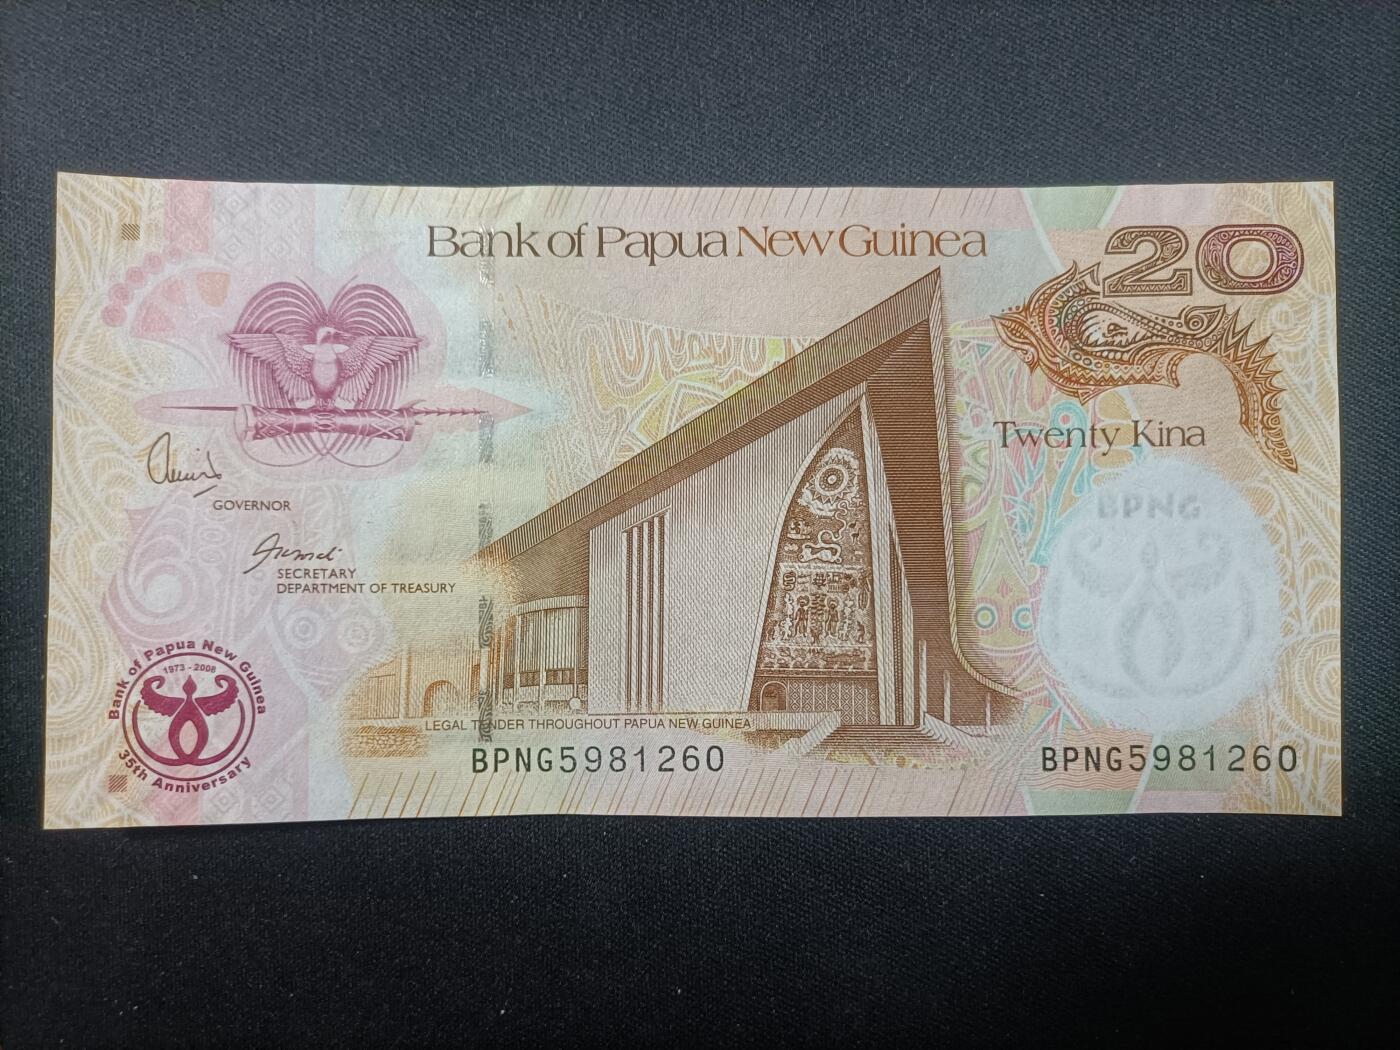 Bank of Papua New Guinea
20
Twenty Kina
BPNG
GOVERNOR
SECRETARY
DEPARTMENT OF TREASURY
Bank of Papua New Guinea
1973 - 2008
35th Anniversary
LEGAL TENDER THROUGHOUT PAPUA NEW GUINEA
BPNG5981260
BPNG5981260